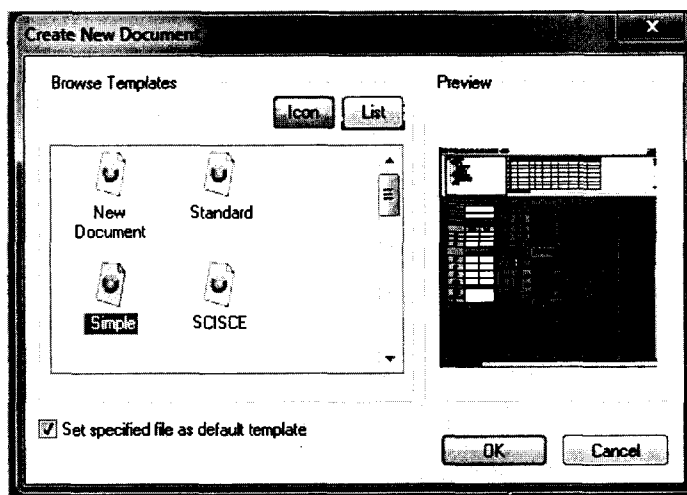 Create New Document
X
Browse Templates
Preview
Icon
List
New
Document
Standard
Simple
SCISCE
Set specified file as default template
OK
Cancel